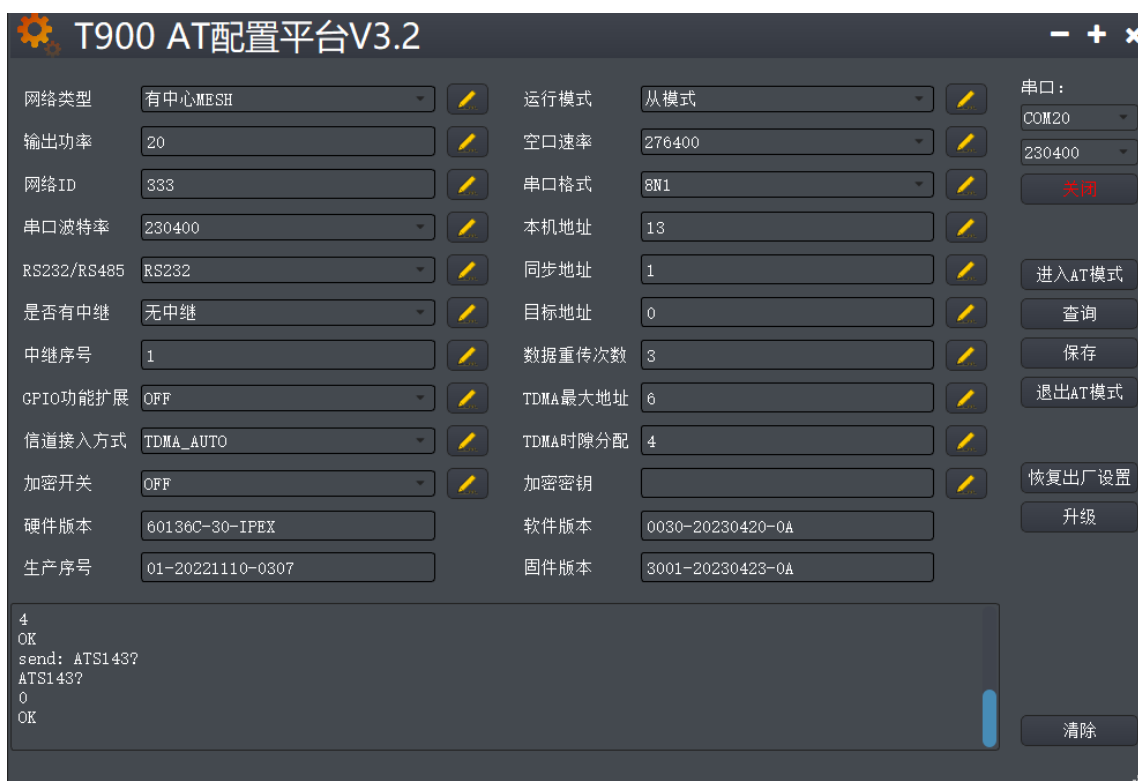 T900 AT配置平台V3.2
网络类型 有中心MESH 运行模式 从模式 串口：
输出功率 20 空口速率 276400 COM20
网络ID 333 串口格式 8N1 230400
关闭
串口波特率 230400 本机地址 13
RS232/RS485 RS232 同步地址 1 进入AT模式
是否有中继 无中继 目标地址 0 查询
中继序号 1 数据重传次数 3 保存
GPIO功能扩展 OFF TDMA最大地址 6 退出AT模式
信道接入方式 TDMA_AUTO TDMA时隙分配 4
加密开关 OFF 加密密钥 恢复出厂设置
硬件版本 60136C-30-IPEX 软件版本 0030-20230420-0A 升级
生产序号 01-20221110-0307 固件版本 3001-20230423-0A
4
OK
send: ATS143?
ATS143?
0
OK
清除